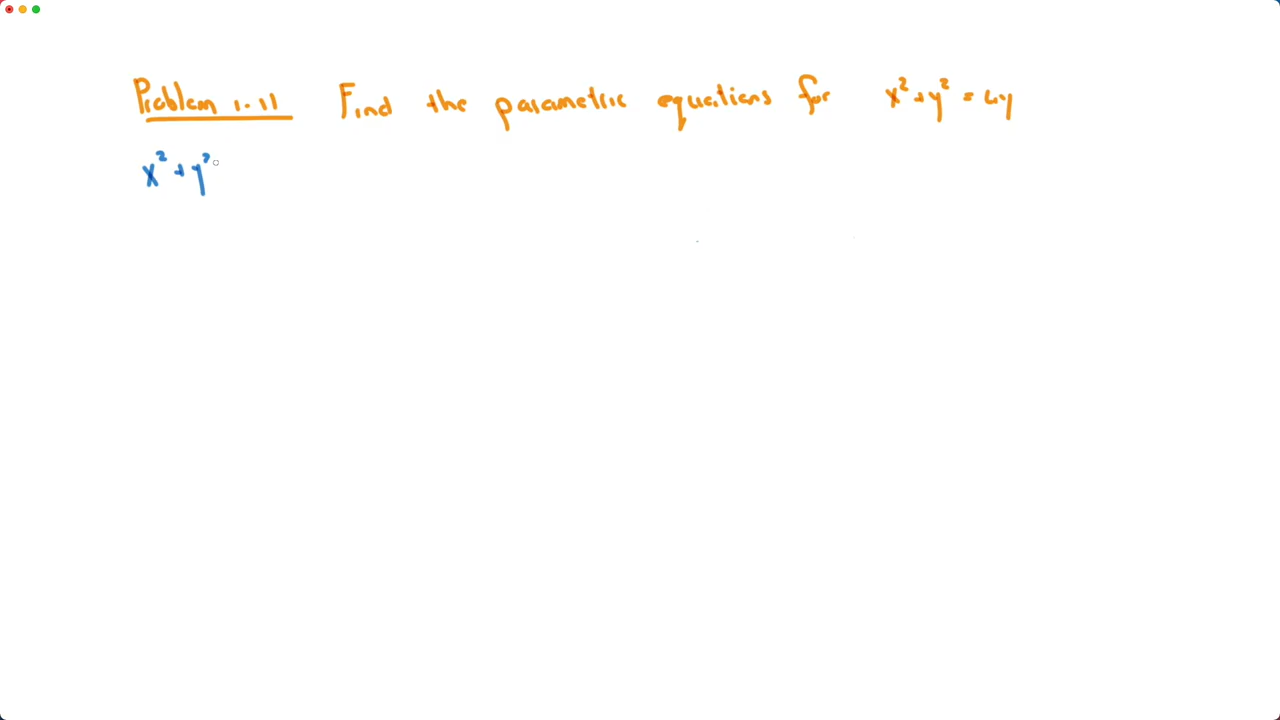 Problem 1.11 Find the parametric equations for x² + y² = 4y
x² + y²